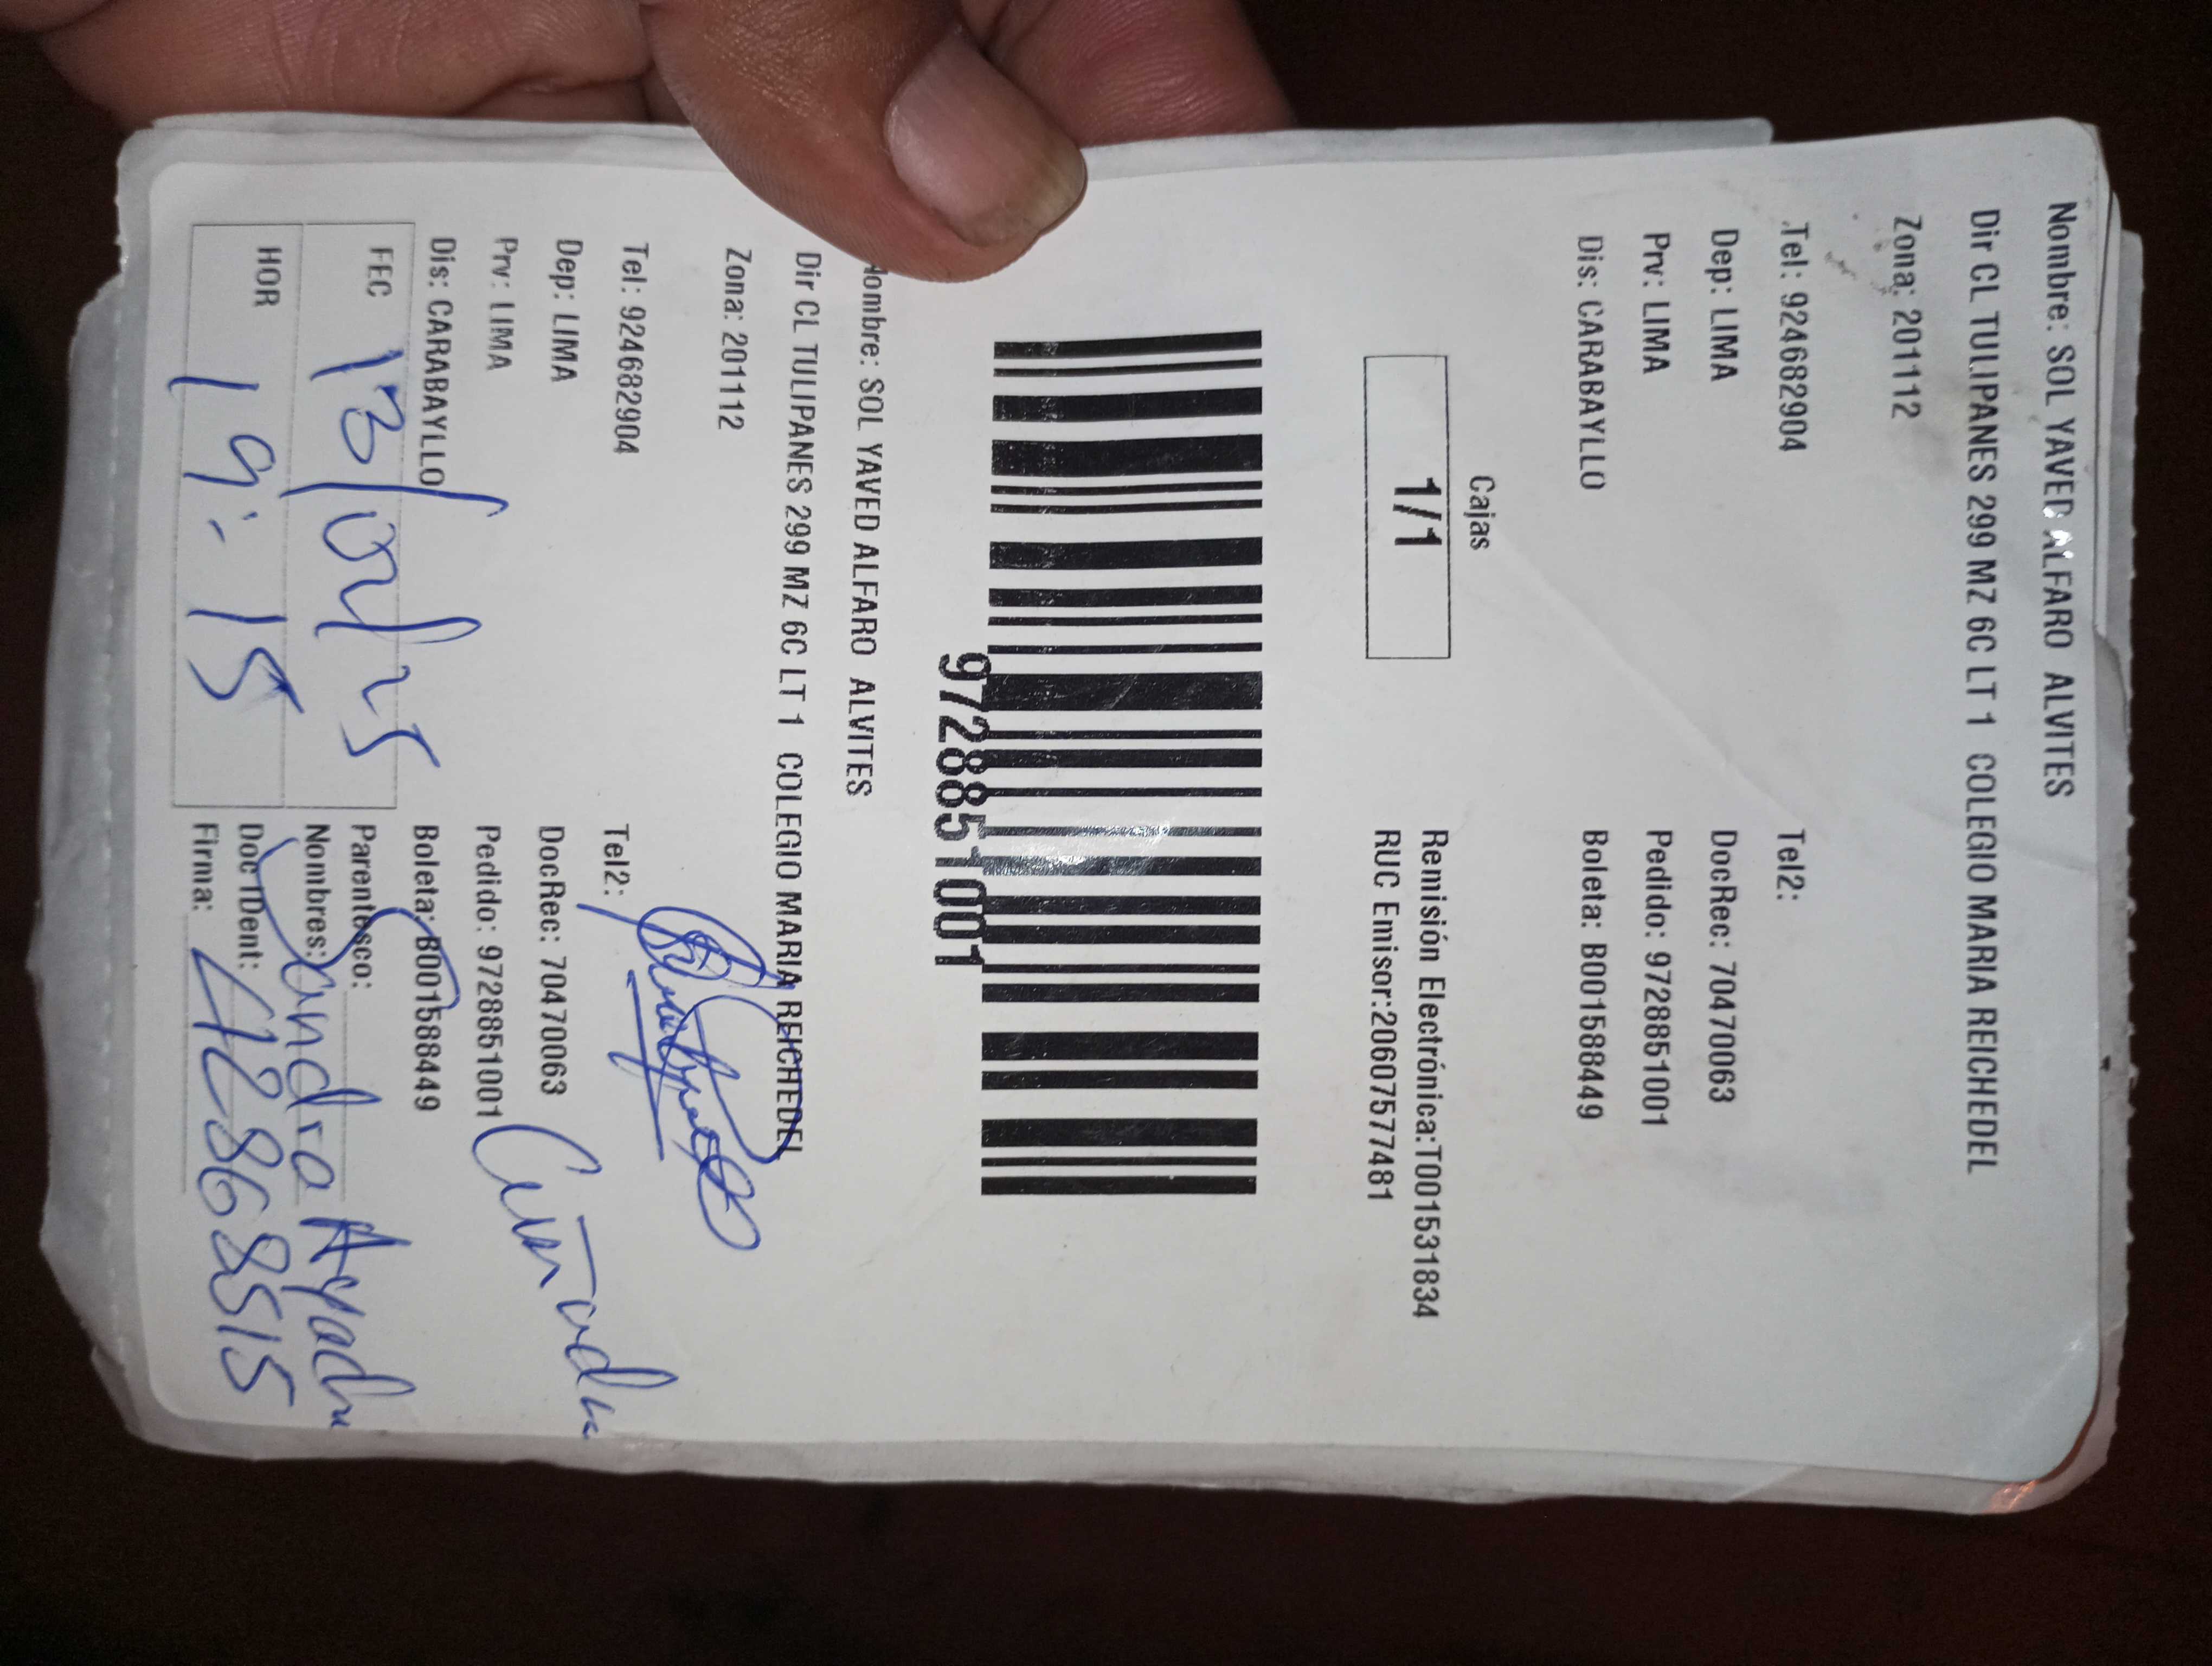 Nombre: SOL YAVED ALFARO ALVITES
Dir CL TULIPANES 299 MZ 6C LT 1 COLEGIO MARIA REICHEDEL
Zona: 201112
Tel: 924682904 Tel2:
Dep: LIMA DocRec: 70470063
Prv: LIMA Pedido: 9728851001
Dis: CARABAYLLO Boleta: B001588449
Cajas
1/1
Remisión Electrónica:T001531834
RUC Emisor:20607577481
9728851001
Nombre: SOL YAVED ALFARO ALVITES
Dir CL TULIPANES 299 MZ 6C LT 1 COLEGIO MARIA REICHEDEL
Zona: 201112
Tel: 924682904 Tel2:
Dep: LIMA DocRec: 70470063
Prv: LIMA Pedido: 9728851001
Dis: CARABAYLLO Boleta: B001588449
FEC 13/02/25 Parentesco:
Nombres: Sandra
HOR 19:15 Doc IDent: 42868515
Firma: